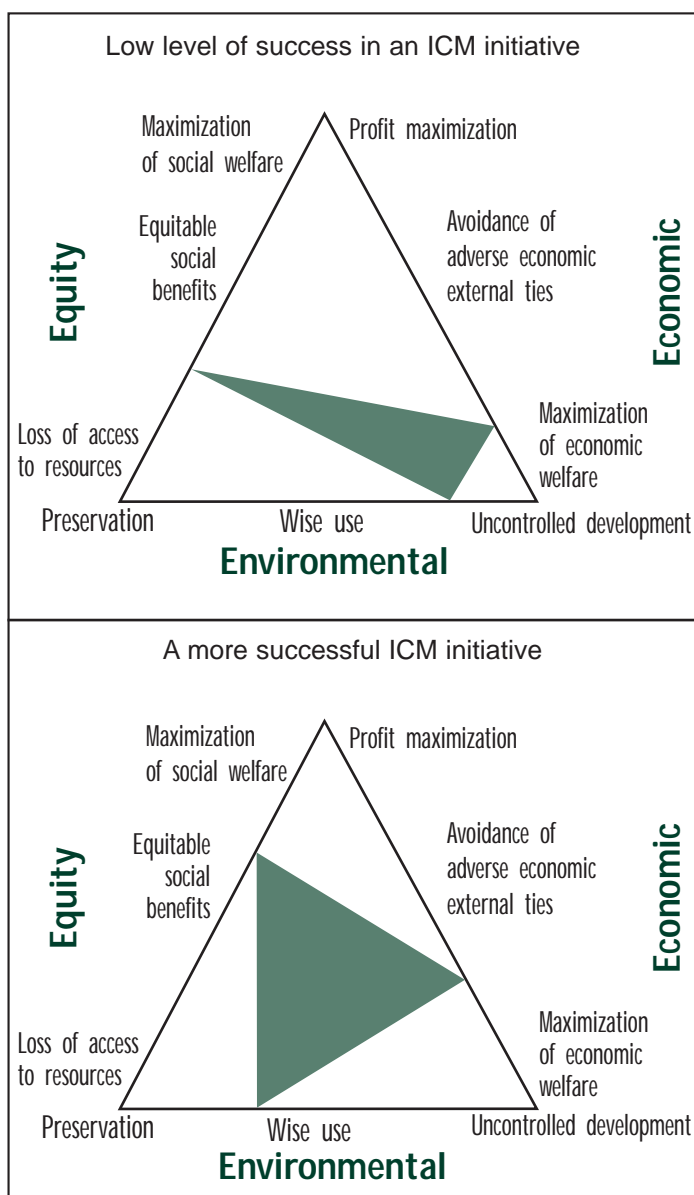 Low level of success in an ICM initiative
Maximization
of social welfare
Profit maximization
Equitable
social
benefits
Avoidance of
adverse economic
external ties
Equity
Economic
Loss of access
to resources
Maximization
of economic
welfare
Preservation
Wise use
Uncontrolled development
Environmental
A more successful ICM initiative
Maximization
of social welfare
Profit maximization
Equitable
social
benefits
Avoidance of
adverse economic
external ties
Equity
Economic
Loss of access
to resources
Maximization
of economic
welfare
Preservation
Wise use
Uncontrolled development
Environmental